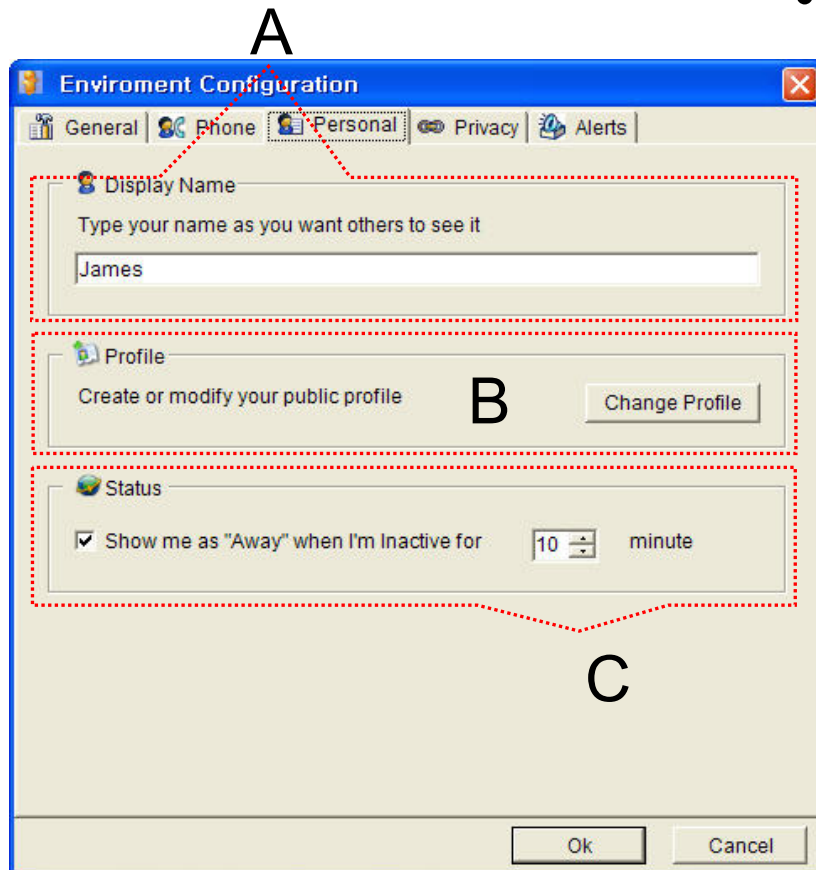 A
Enviroment Configuration
General Phone Personal Privacy Alerts
Display Name
Type your name as you want others to see it
James
Profile
Create or modify your public profile
B
Change Profile
Status
Show me as "Away" when I'm Inactive for 10 minute
C
Ok Cancel